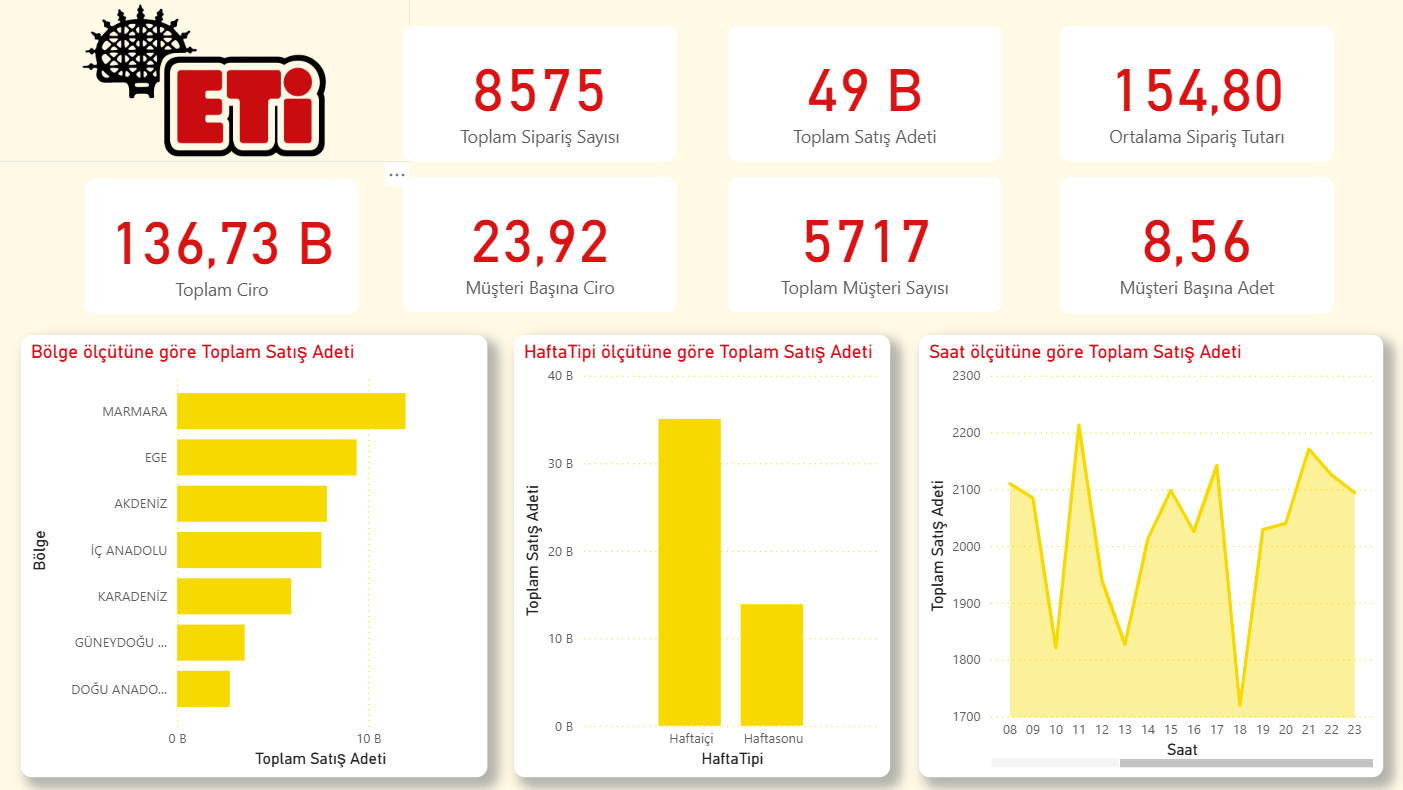 ETi
8575
Toplam Sipariş Sayısı
49 B
Toplam Satış Adeti
154,80
Ortalama Sipariş Tutarı
136,73 B
Toplam Ciro
23,92
Müşteri Başına Ciro
5717
Toplam Müşteri Sayısı
8,56
Müşteri Başına Adet
Bölge ölçütüne göre Toplam Satış Adeti
Bölge
MARMARA
EGE
AKDENİZ
İÇ ANADOLU
KARADENİZ
GÜNEYDOĞU ...
DOĞU ANADO...
0 B 10 B
Toplam Satış Adeti
HaftaTipi ölçütüne göre Toplam Satış Adeti
Toplam Satış Adeti
40 B
30 B
20 B
10 B
0 B
Haftaiçi Haftasonu
HaftaTipi
Saat ölçütüne göre Toplam Satış Adeti
Toplam Satış Adeti
2300
2200
2100
2000
1900
1800
1700
08 09 10 11 12 13 14 15 16 17 18 19 20 21 22 23
Saat